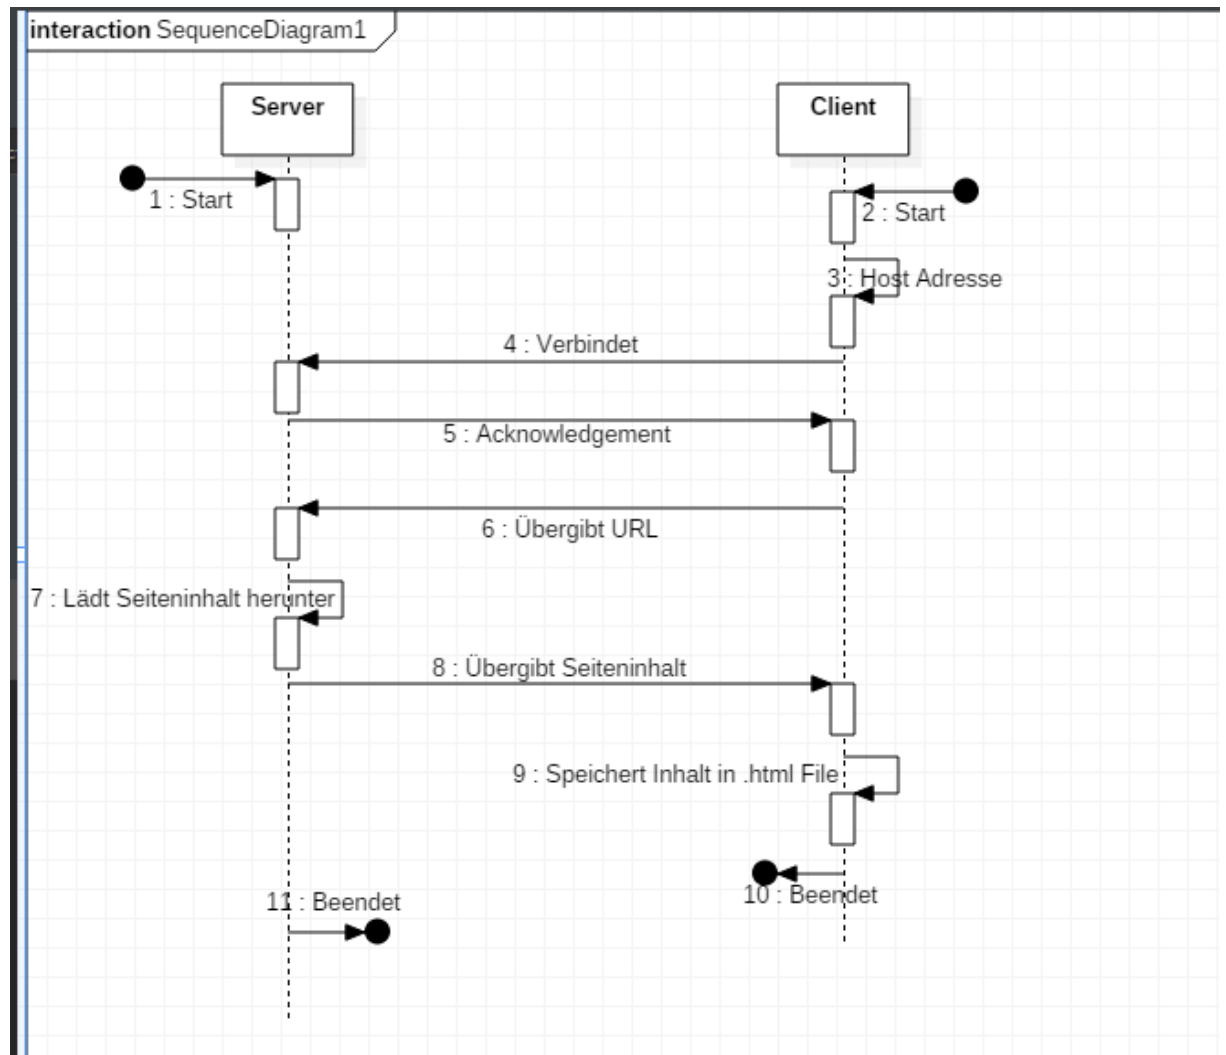 interaction SequenceDiagram1
Server
Client
1 : Start
2 : Start
3 : Host Adresse
4 : Verbindet
5 : Acknowledgement
6 : Übergibt URL
7 : Lädt Seiteninhalt herunter
8 : Übergibt Seiteninhalt
9 : Speichert Inhalt in .html File
10 : Beendet
11 : Beendet